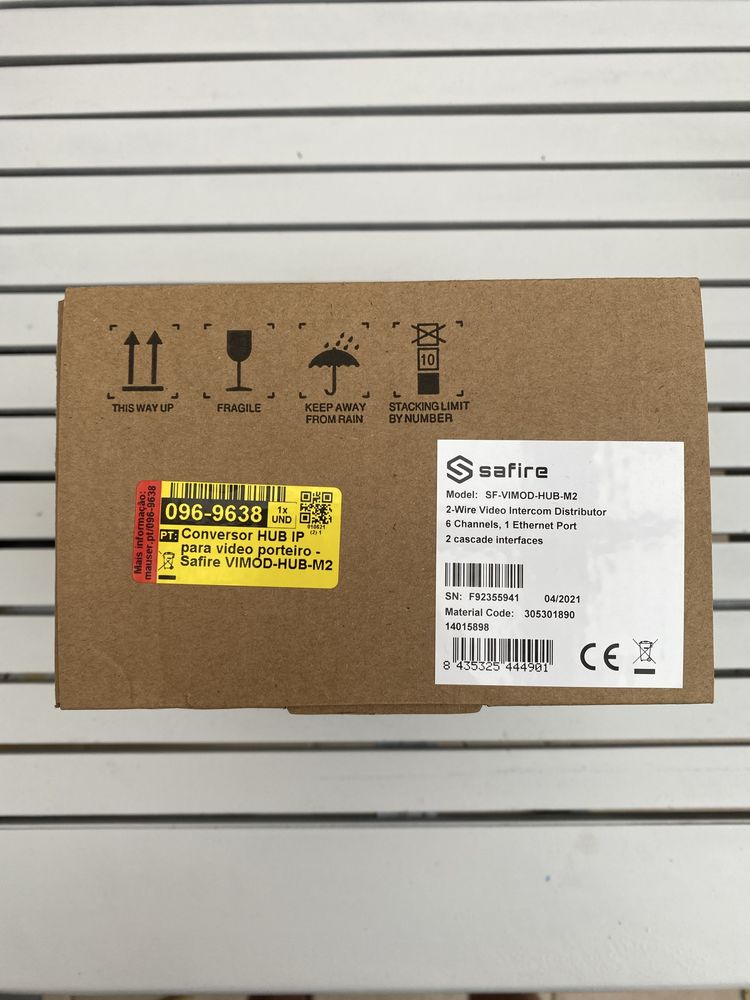 THIS WAY UP
FRAGILE
KEEP AWAY
FROM RAIN
10
STACKING LIMIT
BY NUMBER
Mais informação:
mauser.pt/096-9638
096-9638
1x
UND
010621
(2) 1
PT: Conversor HUB IP
para video porteiro -
Safire VIMOD-HUB-M2
safire
Model: SF-VIMOD-HUB-M2
2-Wire Video Intercom Distributor
6 Channels, 1 Ethernet Port
2 cascade interfaces
SN: F92355941 04/2021
Material Code: 305301890
14015898
8 435325 444901
CE